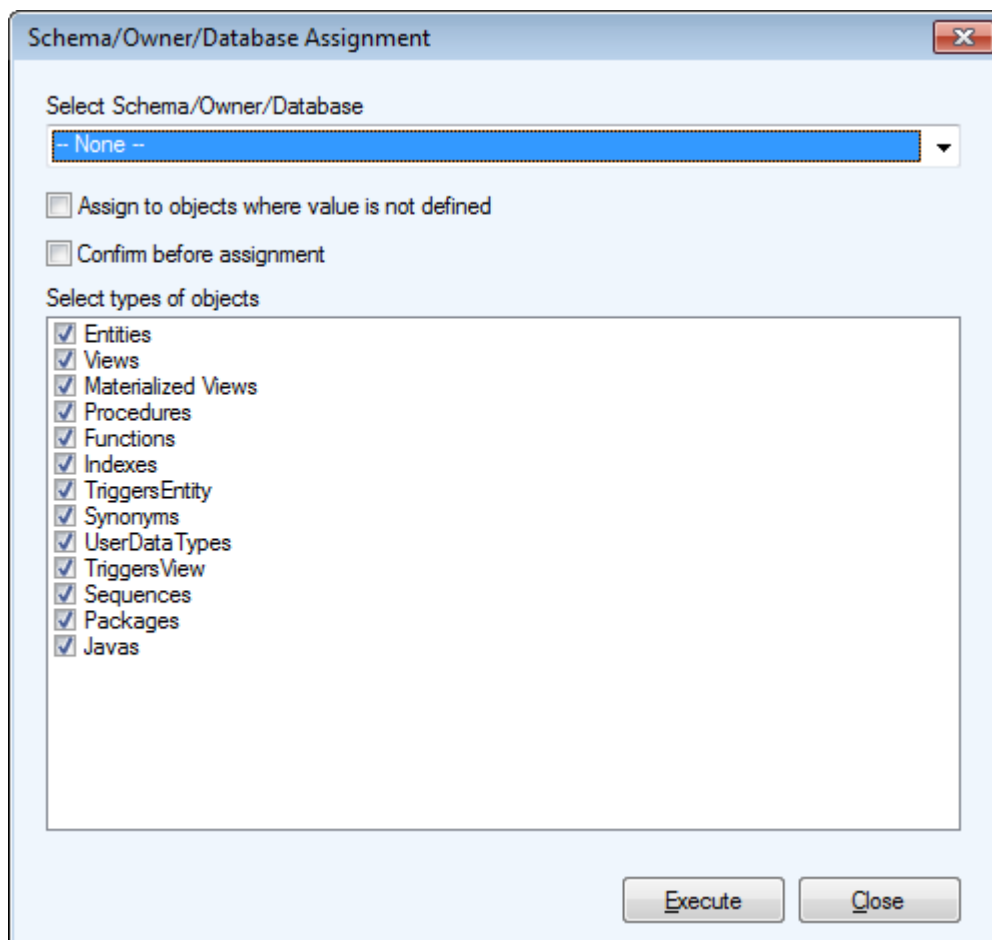 Schema/Owner/Database Assignment
Select Schema/Owner/Database
-- None --
Assign to objects where value is not defined
Confirm before assignment
Select types of objects
Entities
Views
Materialized Views
Procedures
Functions
Indexes
TriggersEntity
Synonyms
UserDataTypes
TriggersView
Sequences
Packages
Javas
Execute Close